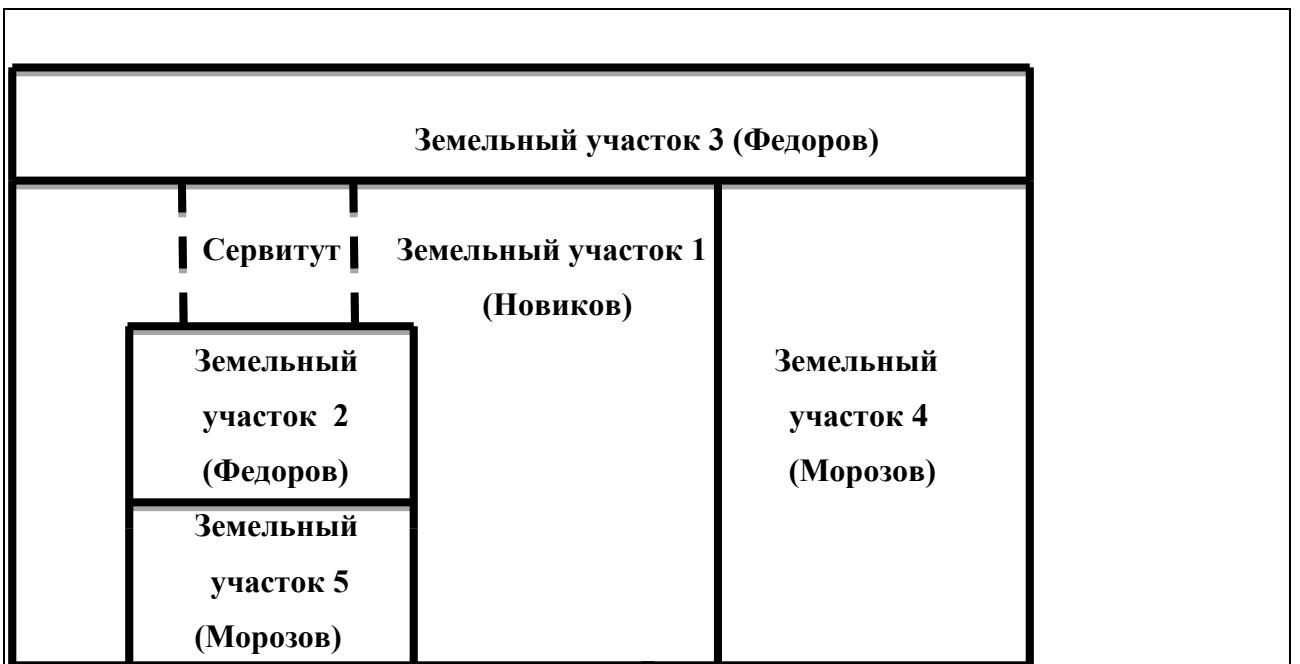 Земельный участок 3 (Федоров)
Сервитут
Земельный участок 1
(Новиков)
Земельный
участок 2
(Федоров)
Земельный
участок 4
(Морозов)
Земельный
участок 5
(Морозов)